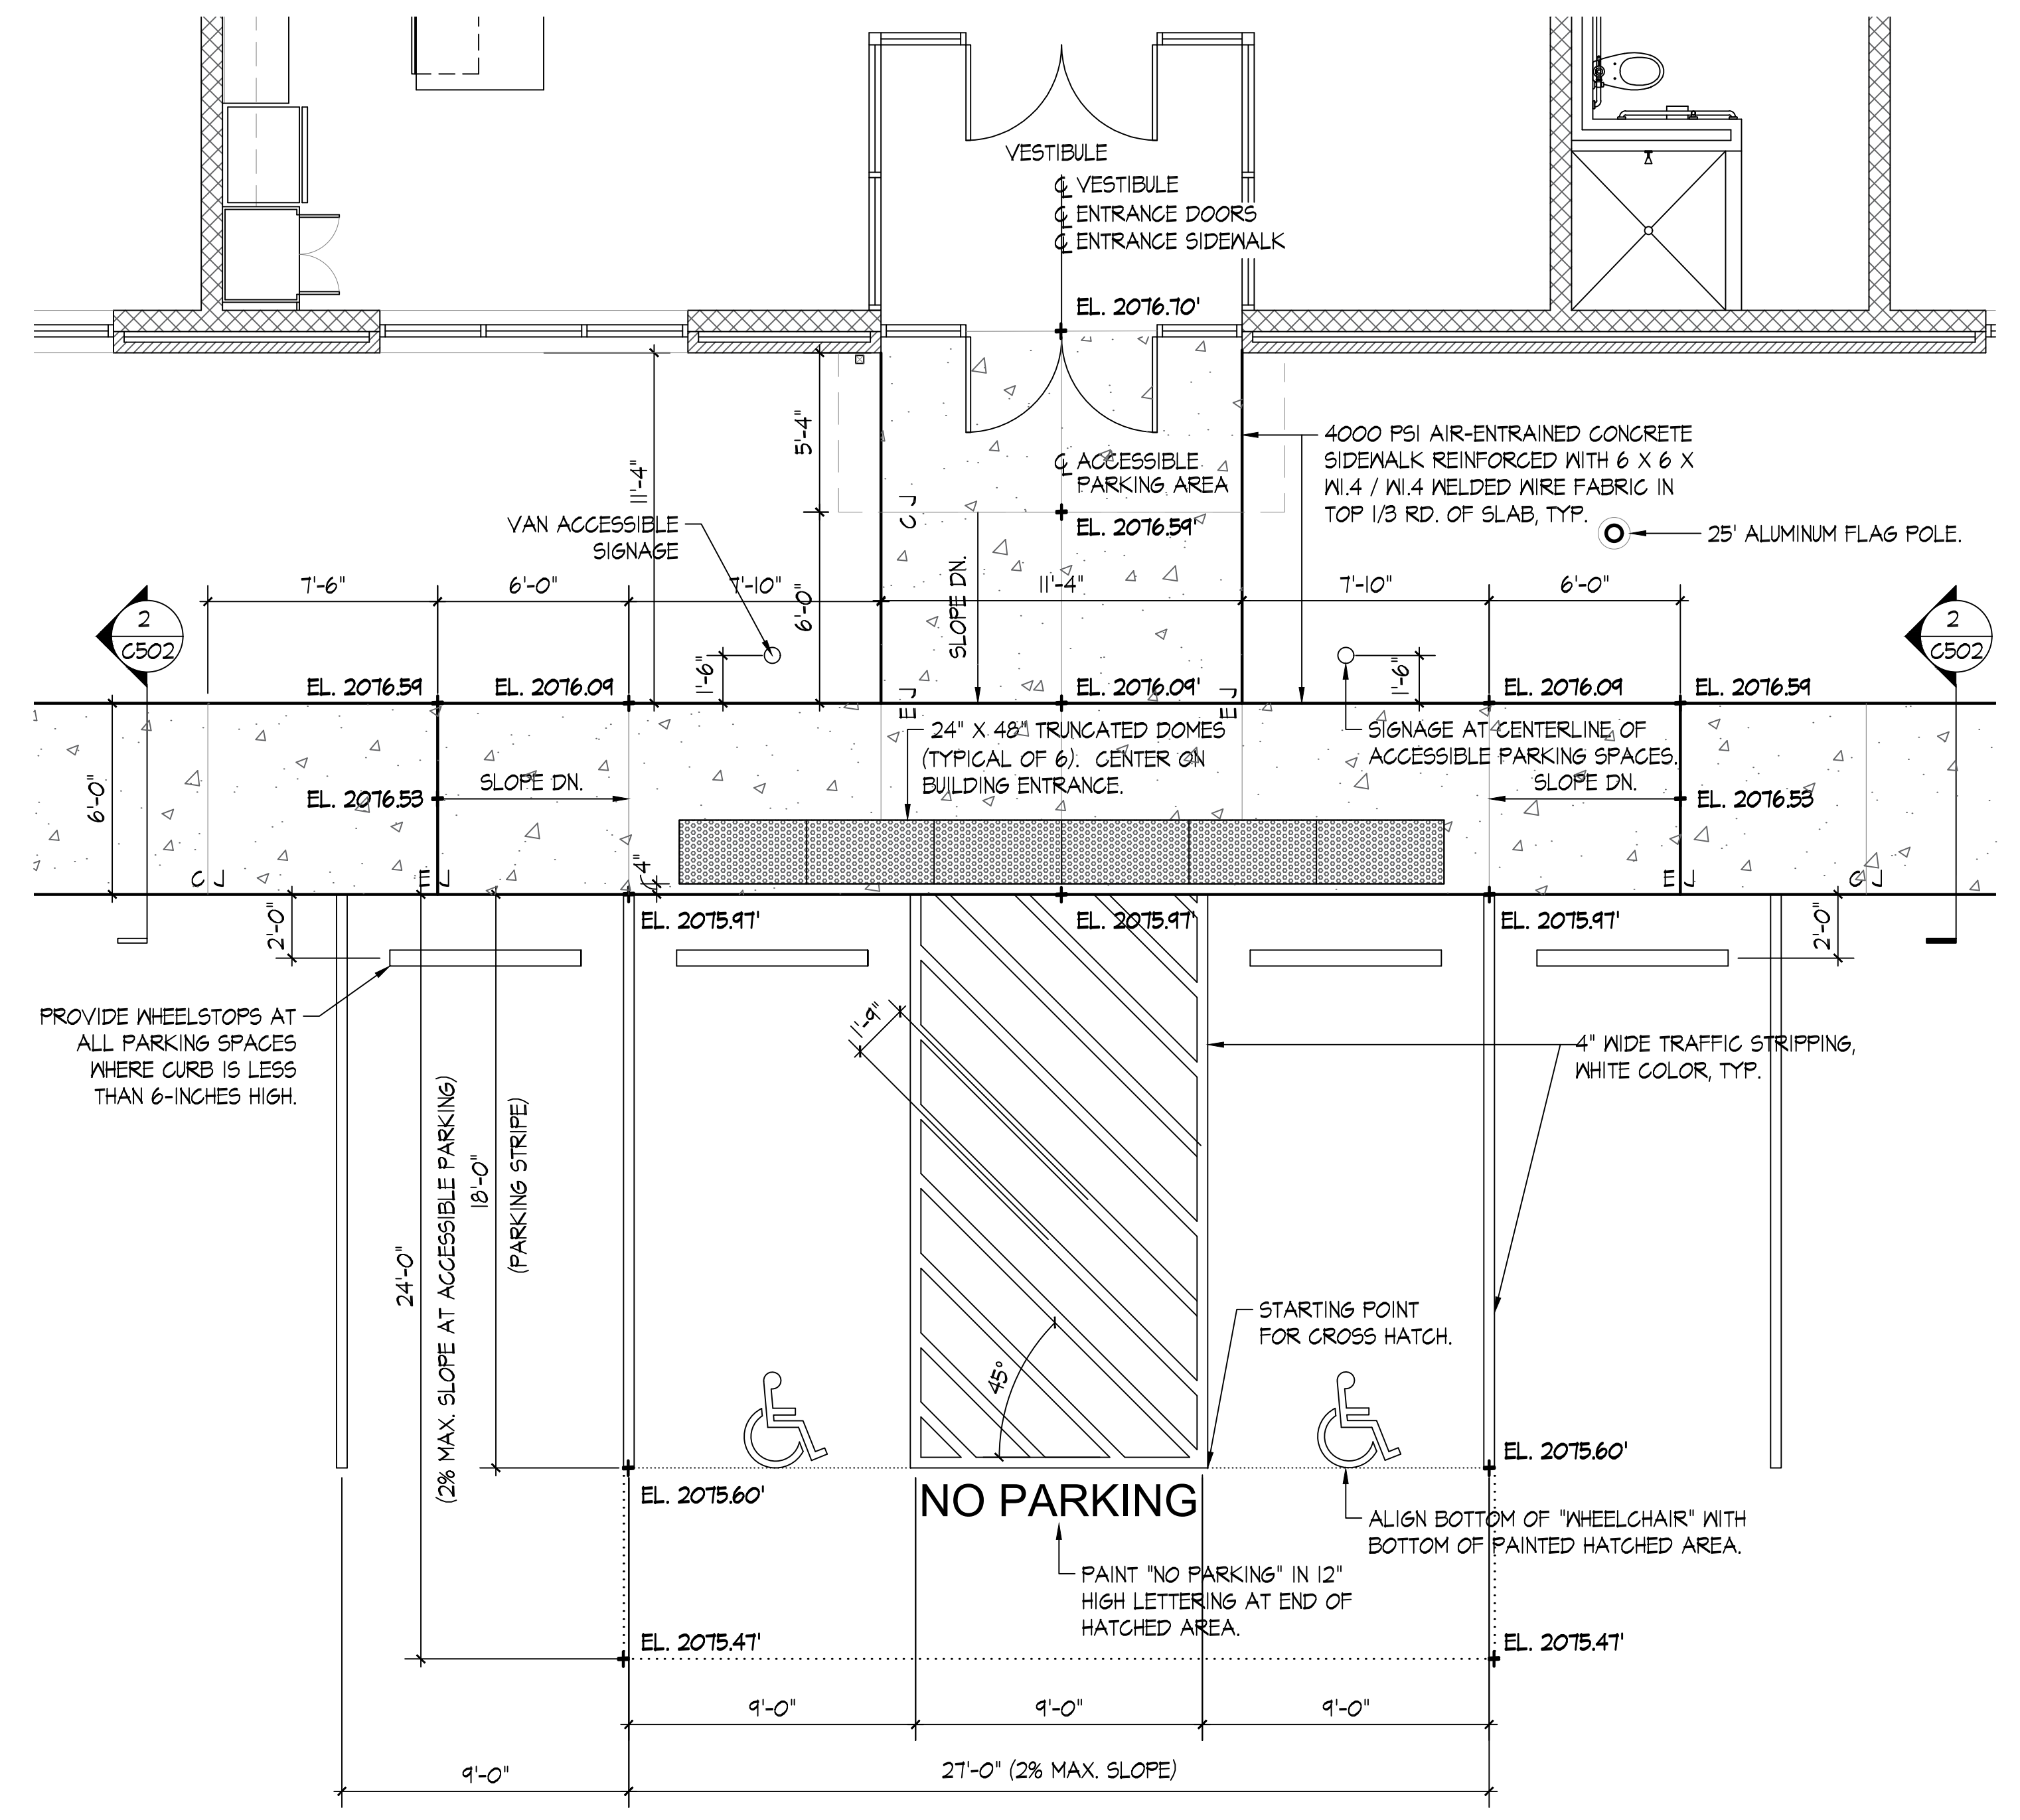 VESTIBULE
℄ VESTIBULE
℄ ENTRANCE DOORS
℄ ENTRANCE SIDEWALK
EL. 2076.70'
5'-4"
11'-4"
℄ ACCESSIBLE
PARKING AREA
EL. 2076.59'
CJ
4000 PSI AIR-ENTRAINED CONCRETE
SIDEWALK REINFORCED WITH 6 X 6 X
W1.4 / W1.4 WELDED WIRE FABRIC IN
TOP 1/3 RD. OF SLAB, TYP.
25' ALUMINUM FLAG POLE.
VAN ACCESSIBLE
SIGNAGE
7'-6"
6'-0"
7'-10"
6'-0"
SLOPE DN.
11'-4"
7'-10"
6'-0"
2
C502
2
C502
1'-6"
1'-6"
EL. 2076.59
EL. 2076.09
EL. 2076.09'
EL. 2076.09
EL. 2076.59
EJ
EJ
24" X 48" TRUNCATED DOMES
(TYPICAL OF 6). CENTER ON
BUILDING ENTRANCE.
SIGNAGE AT CENTERLINE OF
ACCESSIBLE PARKING SPACES.
6'-0"
SLOPE DN.
SLOPE DN.
EL. 2076.53
EL. 2076.53
4"
CJ
EJ
EJ
CJ
2'-0"
EL. 2075.97'
EL. 2075.97'
EL. 2075.97'
2'-0"
PROVIDE WHEELSTOPS AT
ALL PARKING SPACES
WHERE CURB IS LESS
THAN 6-INCHES HIGH.
1'-9"
4" WIDE TRAFFIC STRIPPING,
WHITE COLOR, TYP.
24'-0"
(2% MAX. SLOPE AT ACCESSIBLE PARKING)
18'-0"
(PARKING STRIPE)
STARTING POINT
FOR CROSS HATCH.
45°
EL. 2075.60'
EL. 2075.60'
NO PARKING
ALIGN BOTTOM OF "WHEELCHAIR" WITH
BOTTOM OF PAINTED HATCHED AREA.
PAINT "NO PARKING" IN 12"
HIGH LETTERING AT END OF
HATCHED AREA.
EL. 2075.47'
EL. 2075.47'
9'-0"
9'-0"
9'-0"
9'-0"
27'-0" (2% MAX. SLOPE)